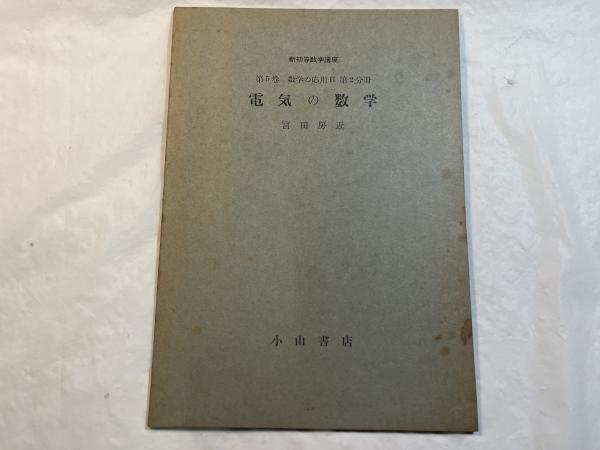 新初等数学講座
第5巻 数学の応用II 第2分冊
電気の数学
宮田房近
小山書店